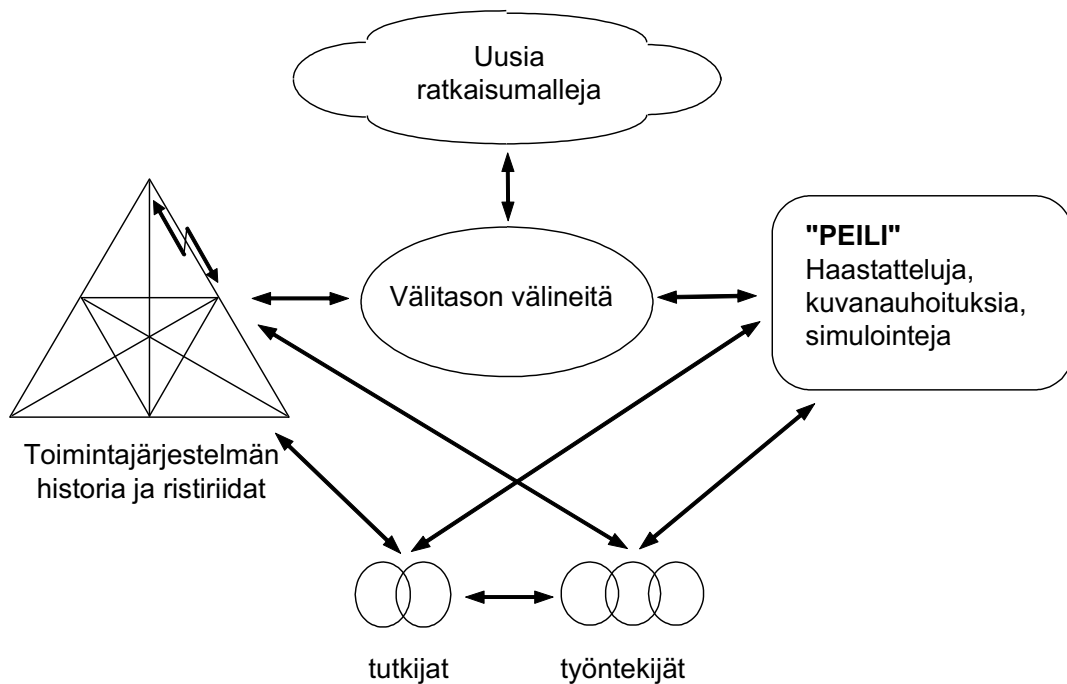 Uusia
ratkaisumalleja
Välitason välineitä
"PEILI"
Haastatteluja,
kuvanauhoituksia,
simulointeja
Toimintajärjestelmän
historia ja ristiriidat
tutkijat
työntekijät